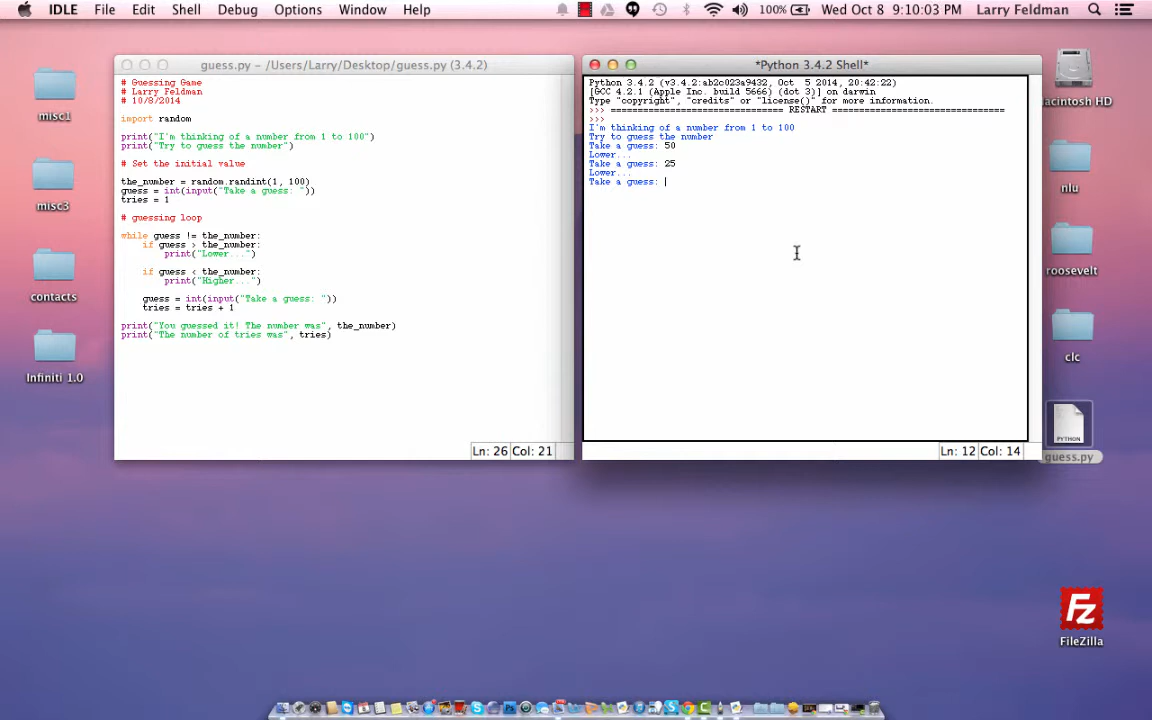 IDLE File Edit Shell Debug Options Window Help 100% Wed Oct 8 9:10:03 PM Larry Feldman
guess.py - /Users/Larry/Desktop/guess.py (3.4.2)
# Guessing Game
# Larry Feldman
# 10/8/2014
import random
print("I'm thinking of a number from 1 to 100")
print("Try to guess the number")
# Set the initial value
the_number = random.randint(1, 100)
guess = int(input("Take a guess: "))
tries = 1
# guessing loop
while guess != the_number:
if guess > the_number:
print("Lower...")
if guess < the_number:
print("Higher...")
guess = int(input("Take a guess: "))
tries = tries + 1
print("You guessed it! The number was", the_number)
print("The number of tries was", tries)
Ln: 26 Col: 21
*Python 3.4.2 Shell*
Python 3.4.2 (v3.4.2:ab2c023a9432, Oct 5 2014, 20:42:22)
[GCC 4.2.1 (Apple Inc. build 5666) (dot 3)] on darwin
Type "copyright", "credits" or "license()" for more information.
>>> ================================ RESTART ================================
>>>
I'm thinking of a number from 1 to 100
Try to guess the number
Take a guess: 50
Lower...
Take a guess: 25
Lower...
Take a guess:
Ln: 12 Col: 14
misc1
misc3
contacts
Infiniti 1.0
acintosh HD
nlu
roosevelt
clc
PYTHON
guess.py
Fz
FileZilla